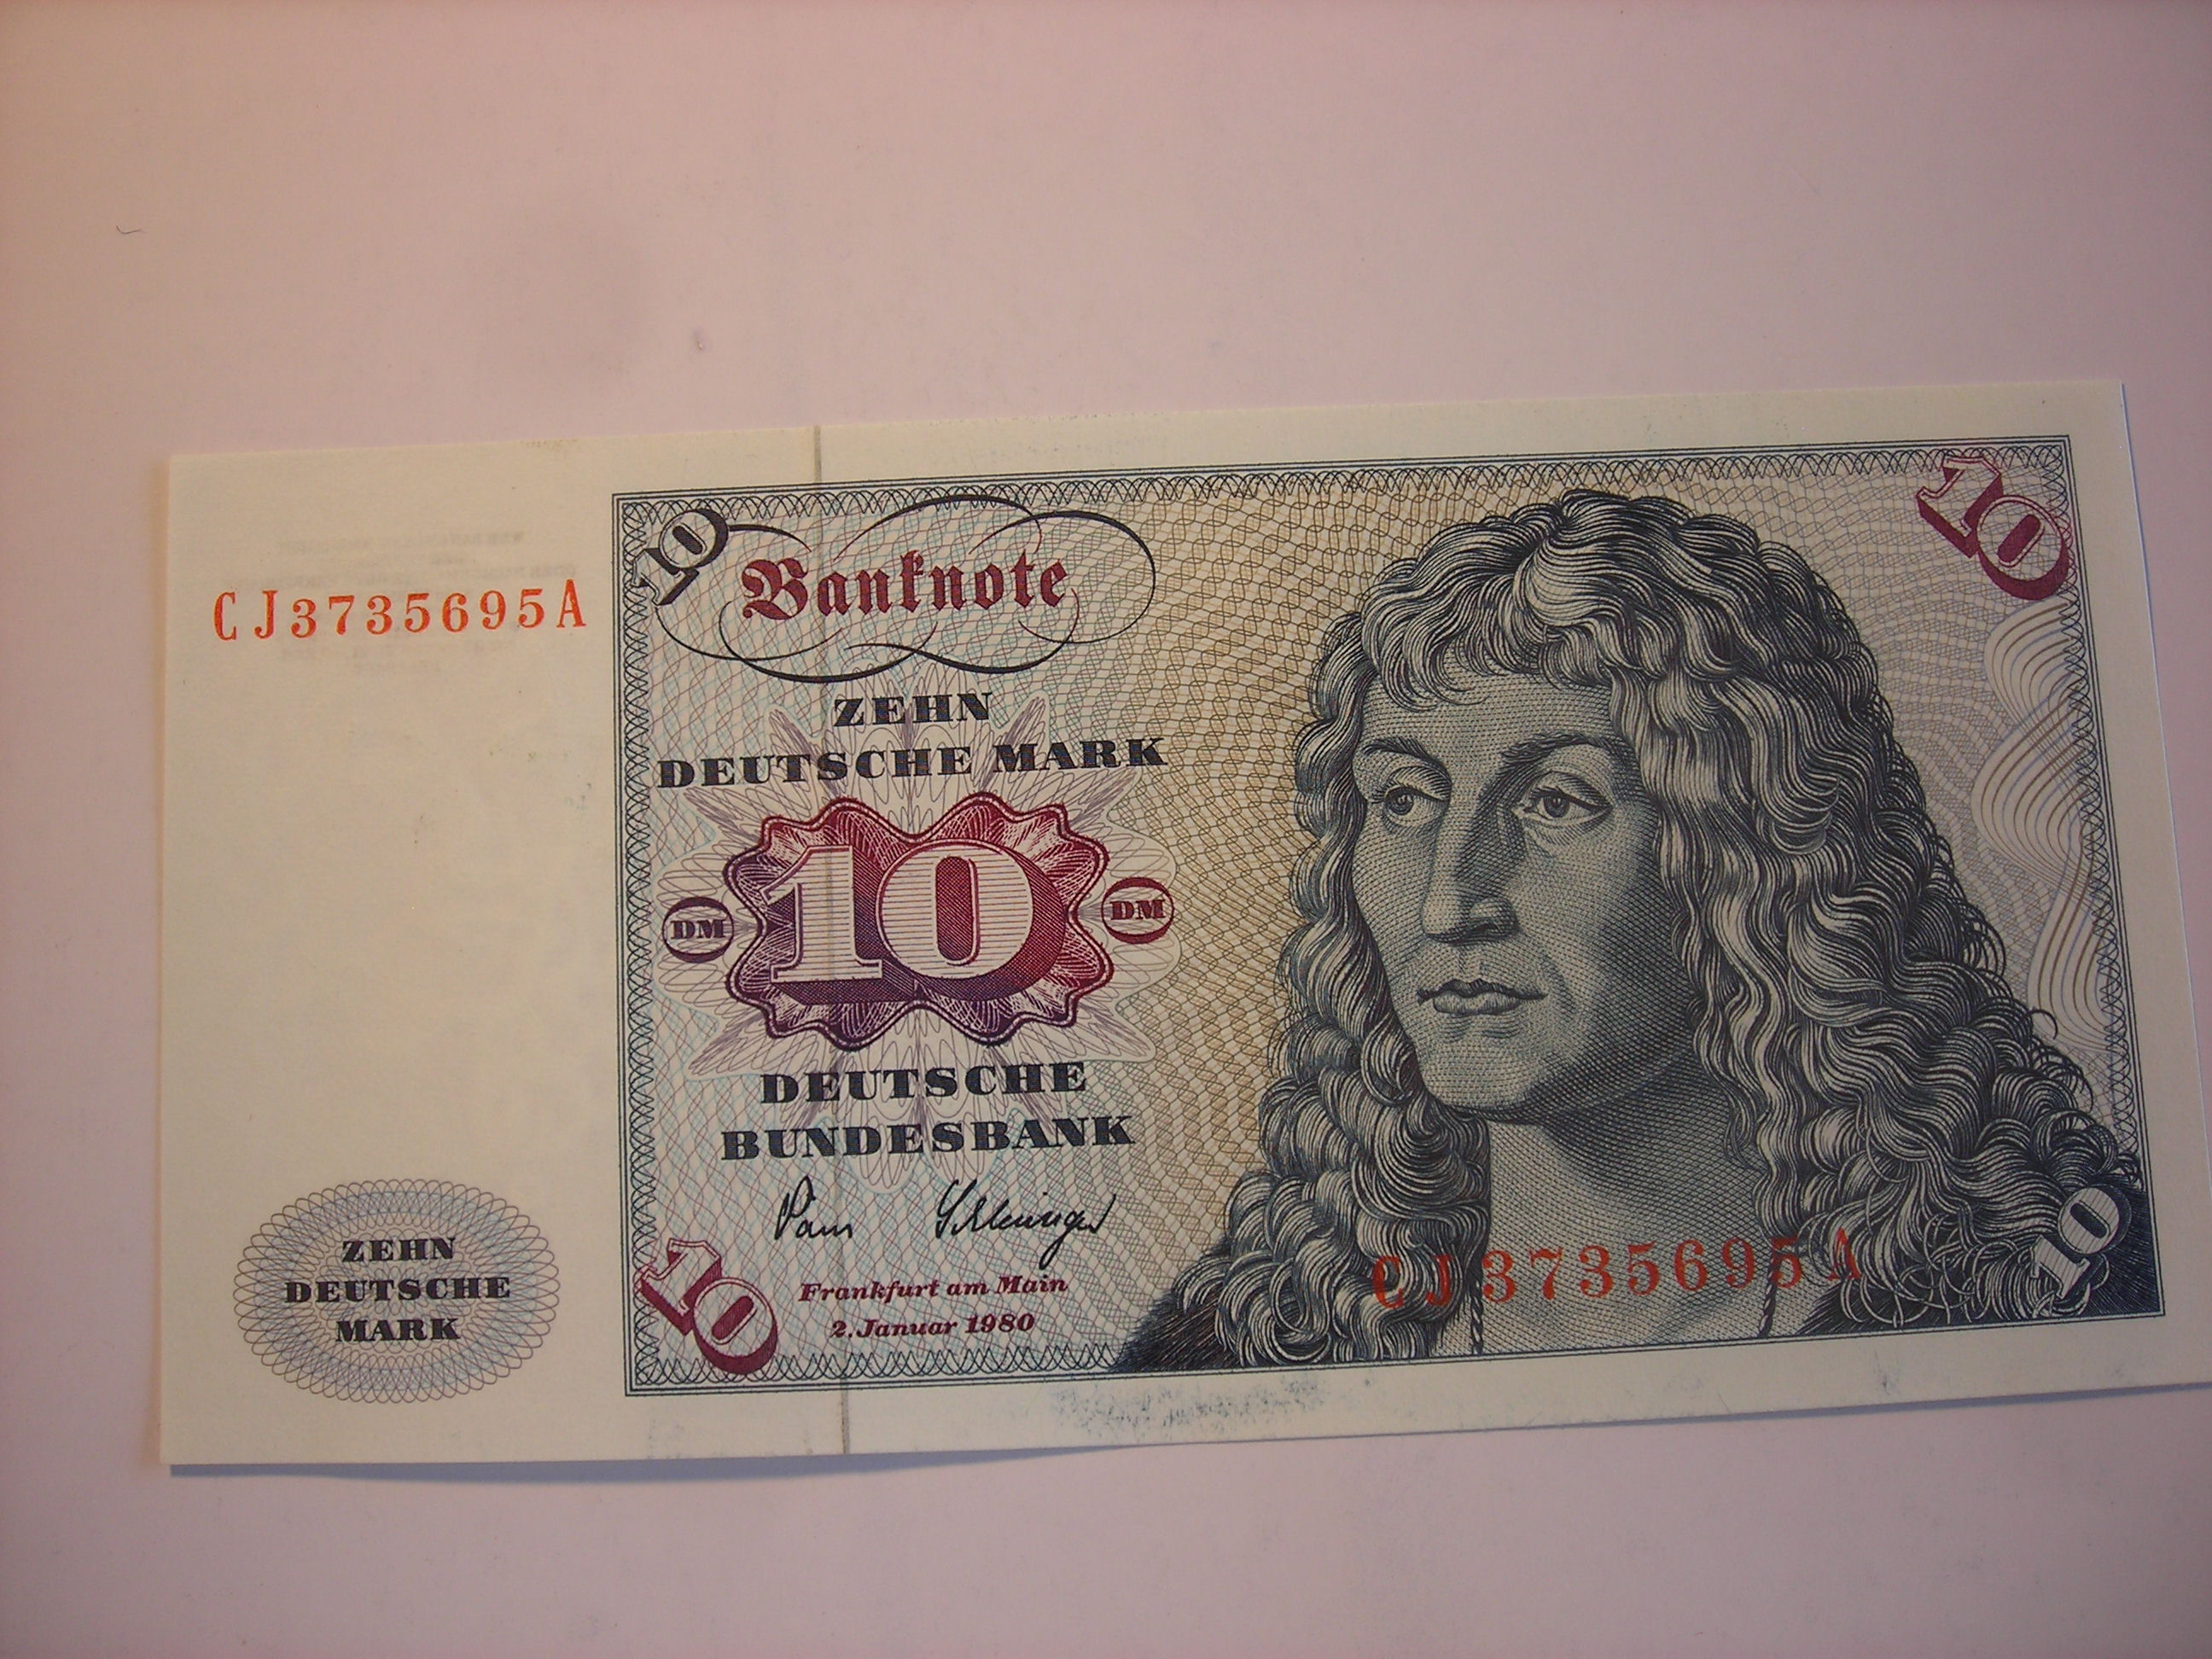 CJ3735695A
10
10
Banknote
ZEHN
DEUTSCHE MARK
DM 10 DM
DEUTSCHE
BUNDESBANK
Frankfurt am Main
2. Januar 1980
10
CJ3735695A
10
ZEHN
DEUTSCHE
MARK